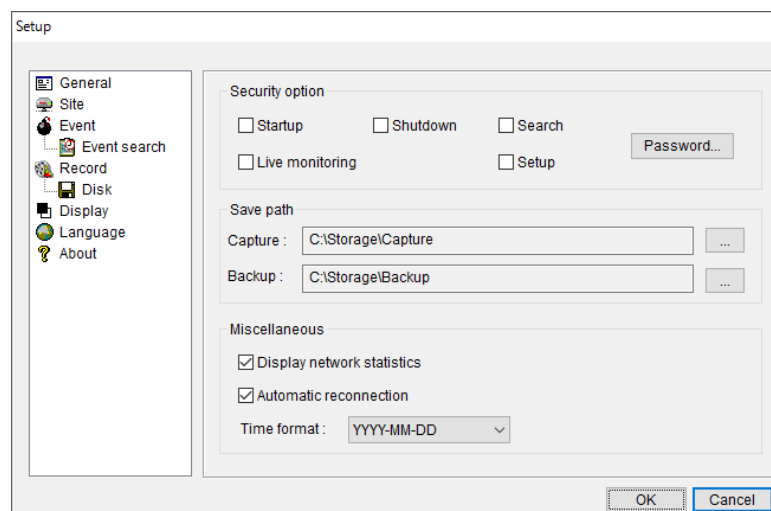 Setup
General
Site
Event
Event search
Record
Disk
Display
Language
About
Security option
Startup
Shutdown
Search
Live monitoring
Setup
Password...
Save path
Capture :
C:\Storage\Capture
...
Backup :
C:\Storage\Backup
...
Miscellaneous
Display network statistics
Automatic reconnection
Time format :
YYYY-MM-DD
OK
Cancel